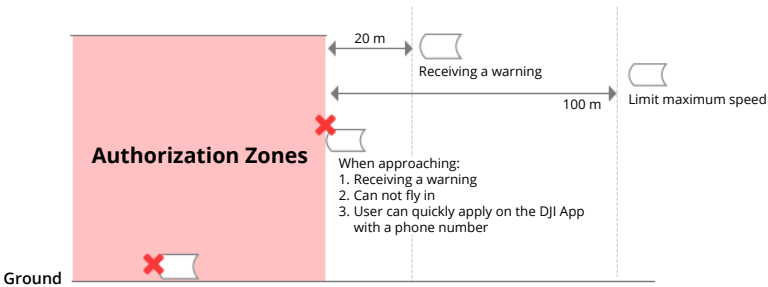 20 m
Receiving a warning
100 m
Limit maximum speed
Authorization Zones
When approaching:
1. Receiving a warning
2. Can not fly in
3. User can quickly apply on the DJI App
with a phone number
Ground